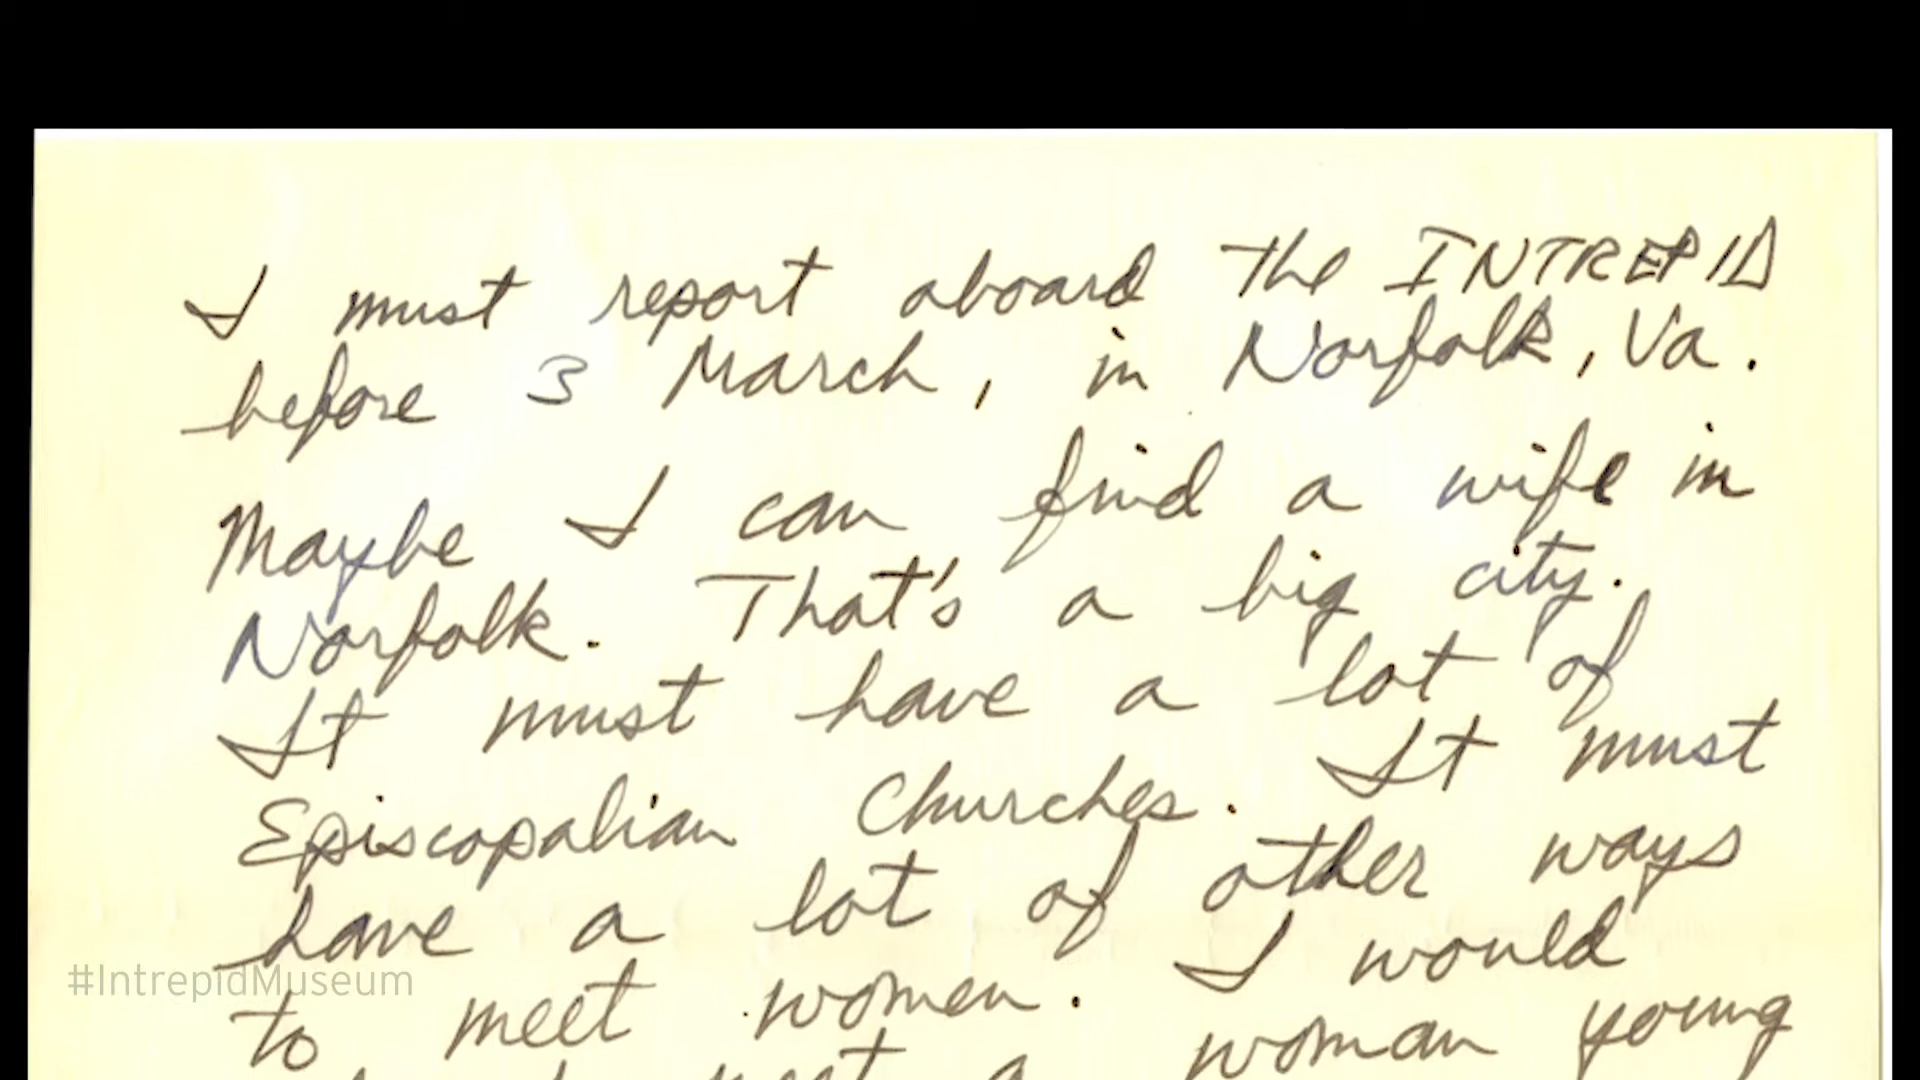 I must report aboard the INTREPID
before 3 March, in Norfolk, Va.
Maybe I can find a wife in
Norfolk. That's a big city.
It must have a lot of
Episcopalian Churches. It must
have a lot of other ways
to meet women. I would
meet a woman young
#IntrepidMuseum